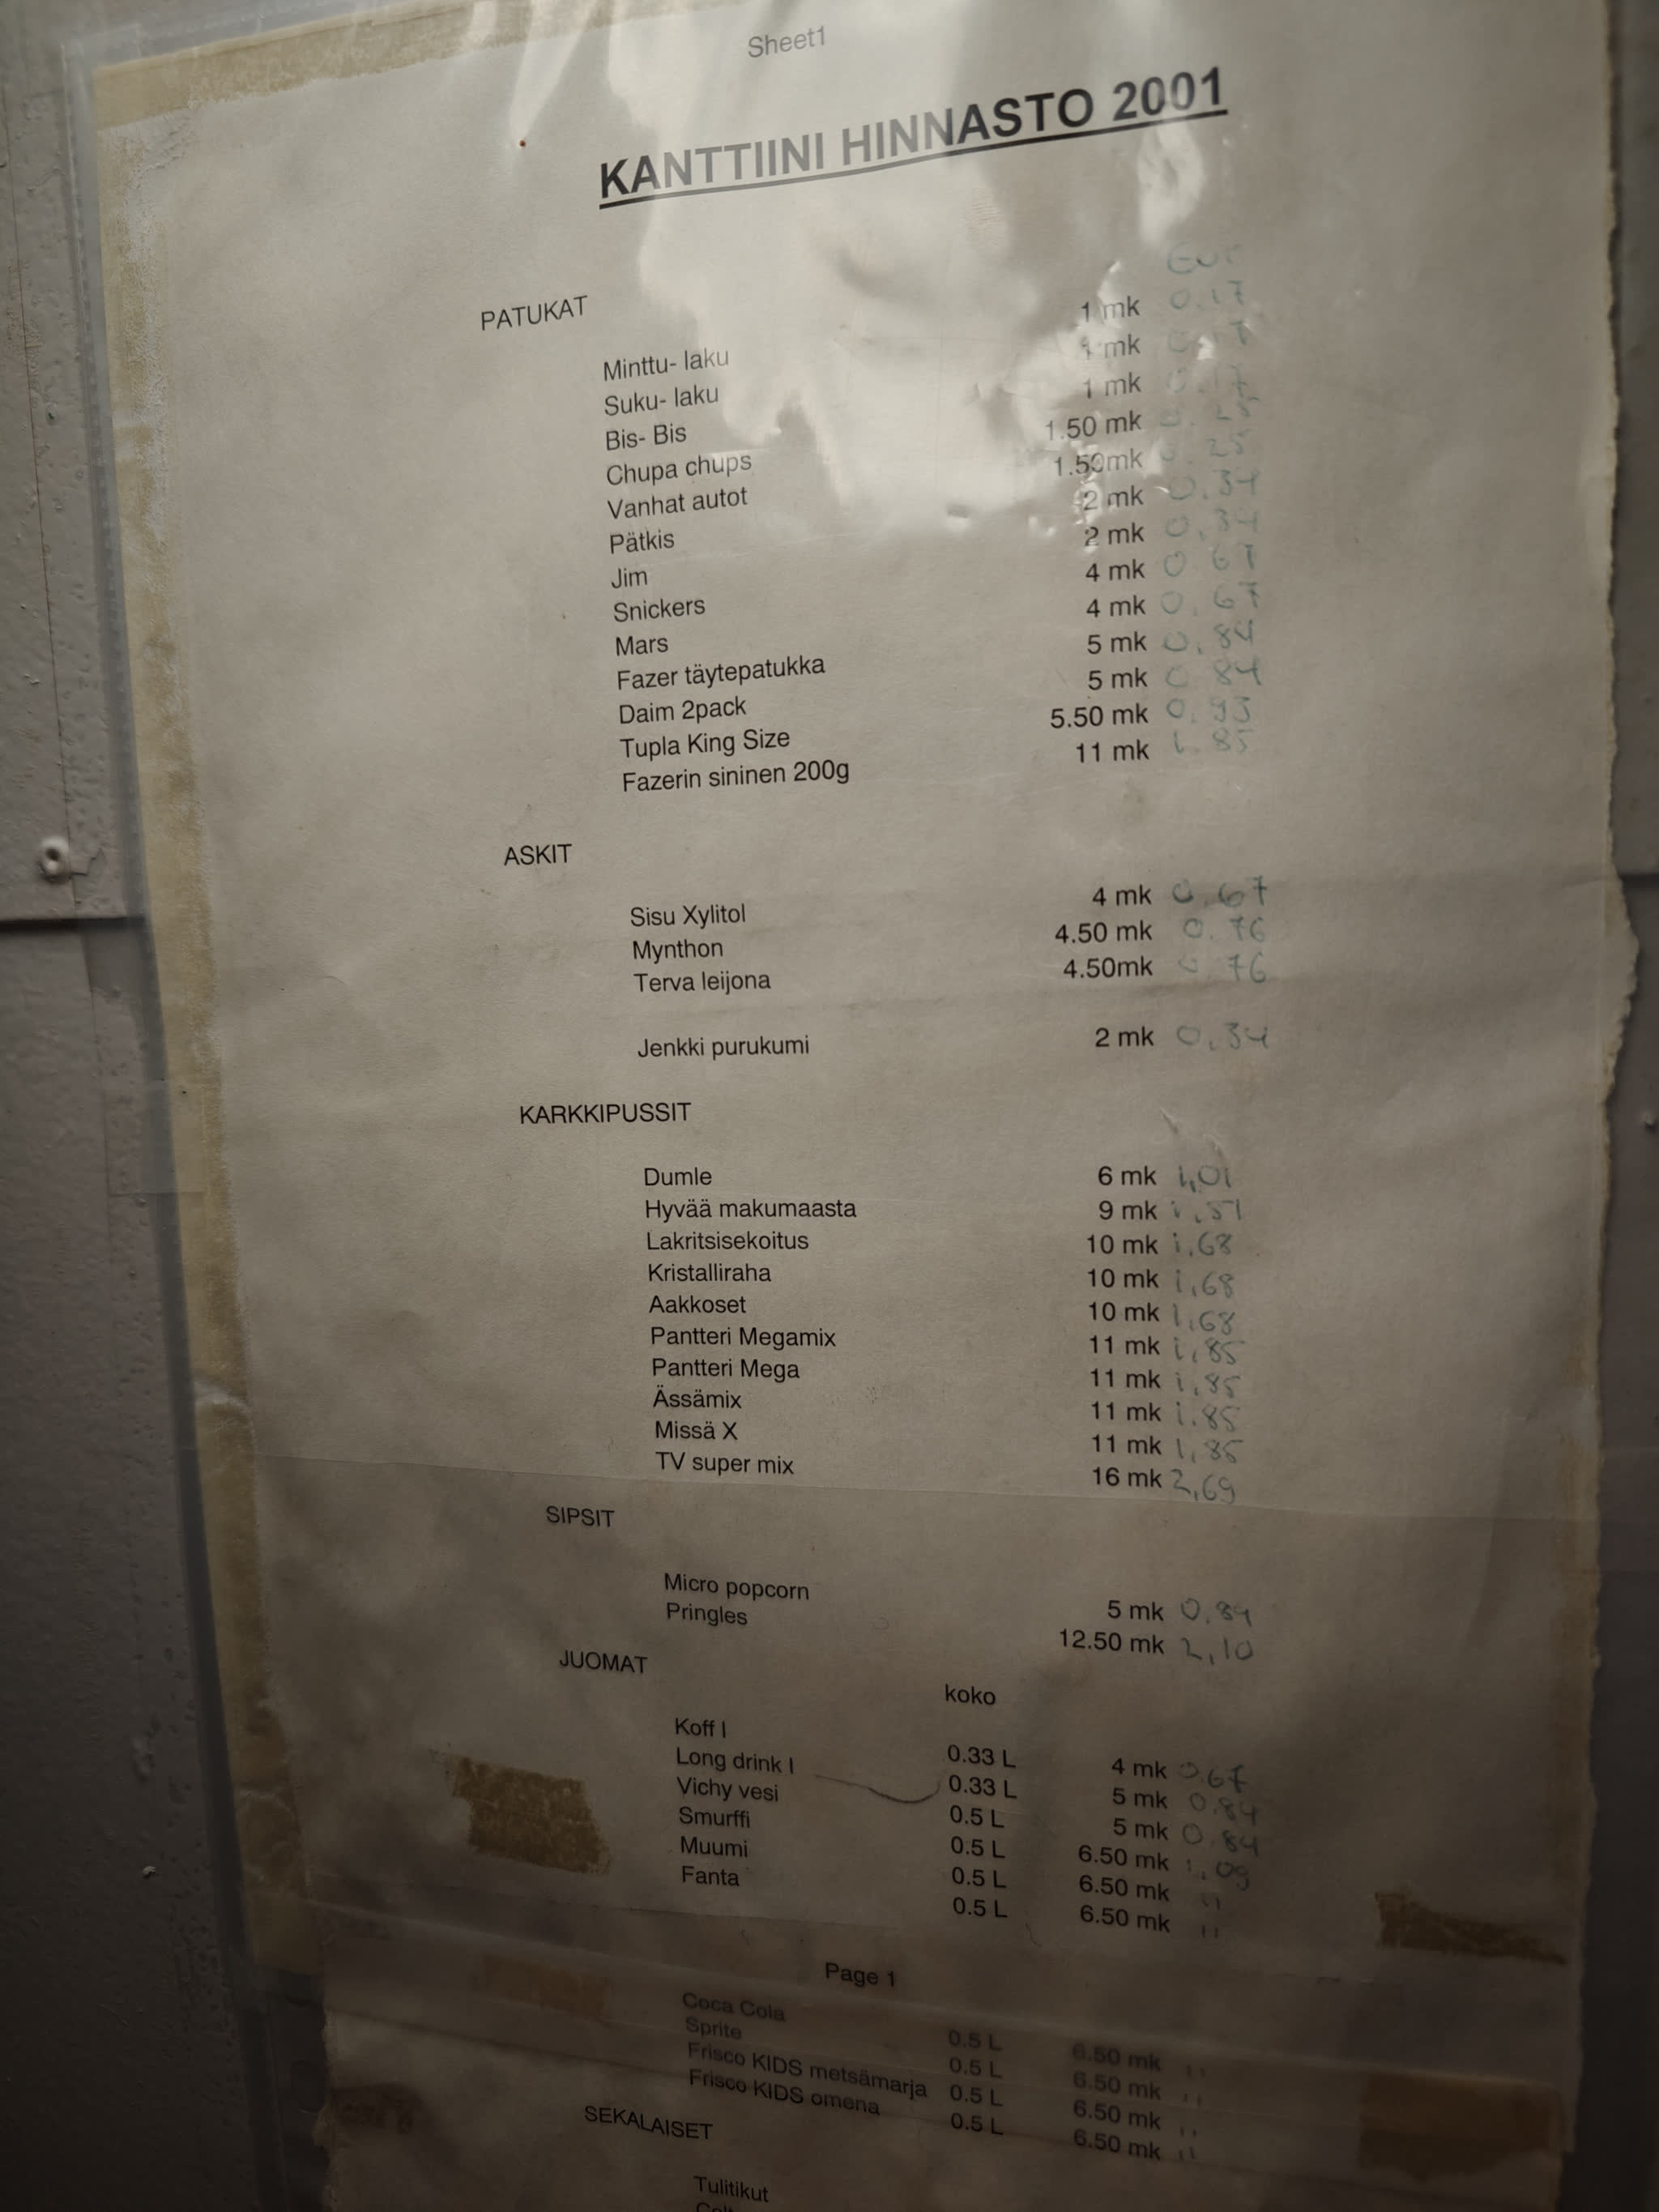 Sheet1
KANTTIINI HINNASTO 2001
Eur
PATUKAT
Minttu- laku 1 mk 0.17
Suku- laku 1 mk
Bis- Bis 1 mk 0.17
Chupa chups 1.50 mk 0.25
Vanhat autot 1.50mk 0.25
Pätkis 2 mk 0.34
Jim 2 mk 0.34
Snickers 4 mk 0.67
Mars 4 mk 0.67
Fazer täytepatukka 5 mk 0.84
Daim 2pack 5 mk 0.84
Tupla King Size 5.50 mk 0.93
Fazerin sininen 200g 11 mk 1.85
ASKIT
Sisu Xylitol 4 mk 0.67
Mynthon 4.50 mk 0.76
Terva leijona 4.50mk 0.76
Jenkki purukumi 2 mk 0.34
KARKKIPUSSIT
Dumle 6 mk 1,01
Hyvää makumaasta 9 mk 1,51
Lakritsisekoitus 10 mk 1,68
Kristalliraha 10 mk 1,68
Aakkoset 10 mk 1,68
Pantteri Megamix 11 mk 1,85
Pantteri Mega 11 mk 1,85
Ässämix 11 mk 1.85
Missä X 11 mk 1,85
TV super mix 16 mk 2,69
SIPSIT
Micro popcorn 5 mk 0.84
Pringles 12.50 mk 2,10
JUOMAT
koko
Koff I 0.33 L 4 mk 0.67
Long drink I 0.33 L 5 mk 0.84
Vichy vesi 0.5 L 5 mk 0.84
Smurffi 0.5 L 6.50 mk 1,09
Muumi 0.5 L 6.50 mk "
Fanta 0.5 L 6.50 mk "
Page 1
Coca Cola 0.5 L 6.50 mk "
Sprite 0.5 L 6.50 mk "
Frisco KIDS metsämarja 0.5 L 6.50 mk "
Frisco KIDS omena 0.5 L 6.50 mk "
SEKALAISET
Tulitikut